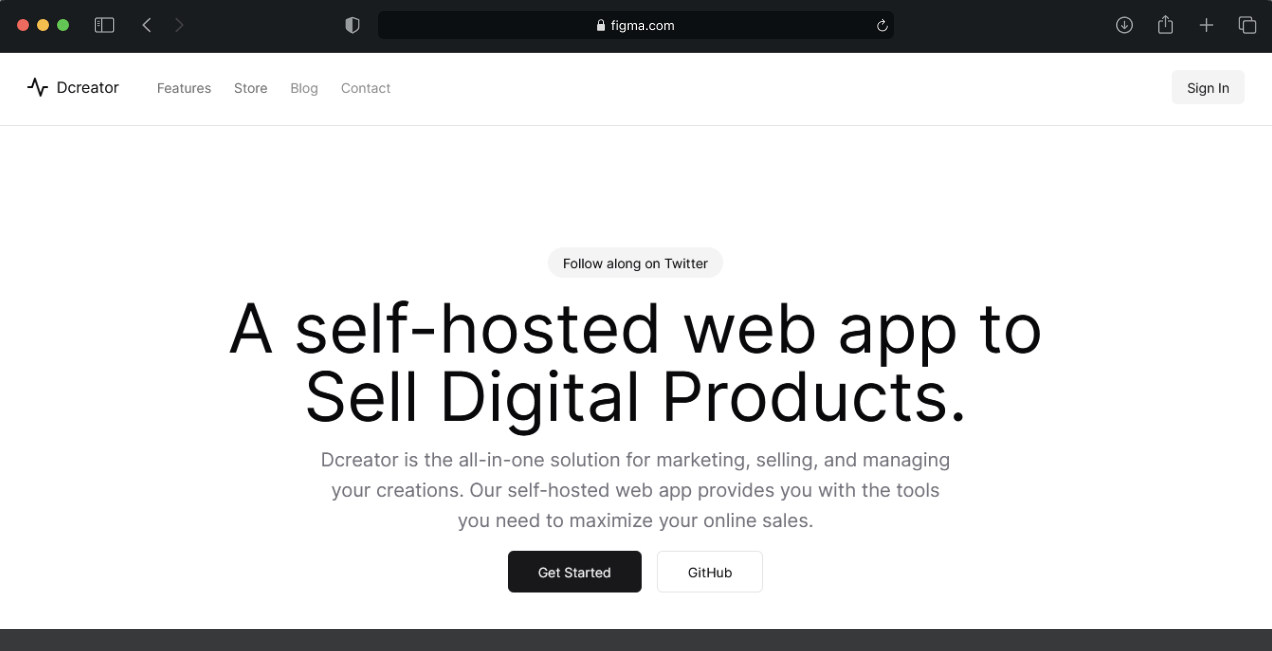 figma.com
Dcreator
Features
Store
Blog
Contact
Sign In
Follow along on Twitter
A self-hosted web app to
Sell Digital Products.
Dcreator is the all-in-one solution for marketing, selling, and managing
your creations. Our self-hosted web app provides you with the tools
you need to maximize your online sales.
Get Started
GitHub